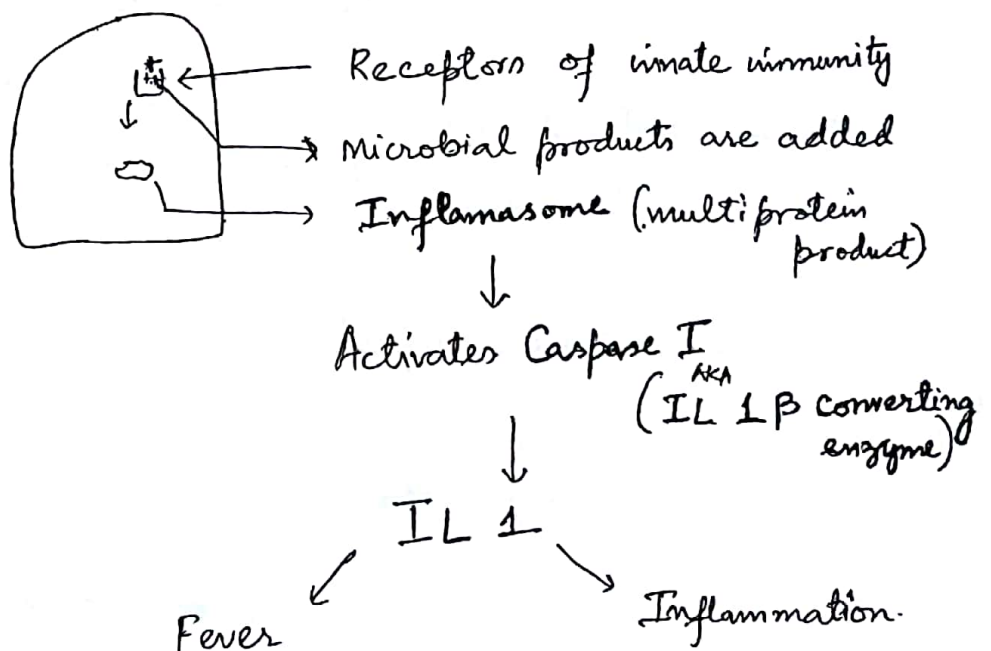 Receptors of innate immunity
Microbial products are added
Inflamasome (multiprotein
product)
Activates Caspase I
AKA
(IL 1 β converting
enzyme)
IL 1
Fever
Inflammation.